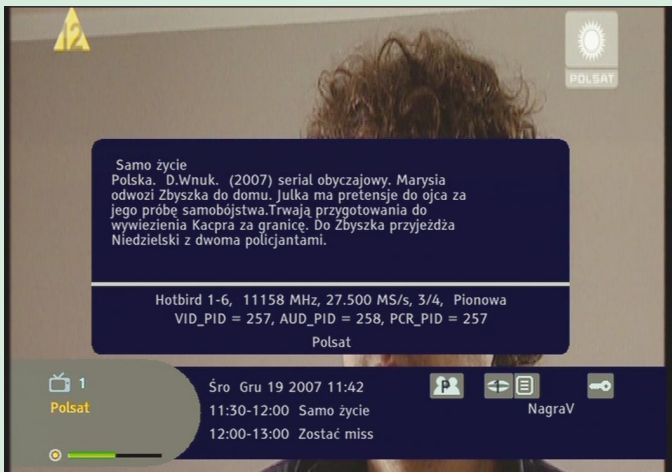 12
POLSAT
Samo życie
Polska. D.Wnuk. (2007) serial obyczajowy. Marysia
odwozi Zbyszka do domu. Julka ma pretensje do ojca za
jego próbę samobójstwa.Trwają przygotowania do
wywiezienia Kacpra za granicę. Do Zbyszka przyjeżdża
Niedzielski z dwoma policjantami.
Hotbird 1-6, 11158 MHz, 27.500 MS/s, 3/4, Pionowa
VID_PID = 257, AUD_PID = 258, PCR_PID = 257
Polsat
1
Polsat
Śro Gru 19 2007 11:42
P
1
11:30-12:00 Samo życie
NagraV
12:00-13:00 Zostać miss